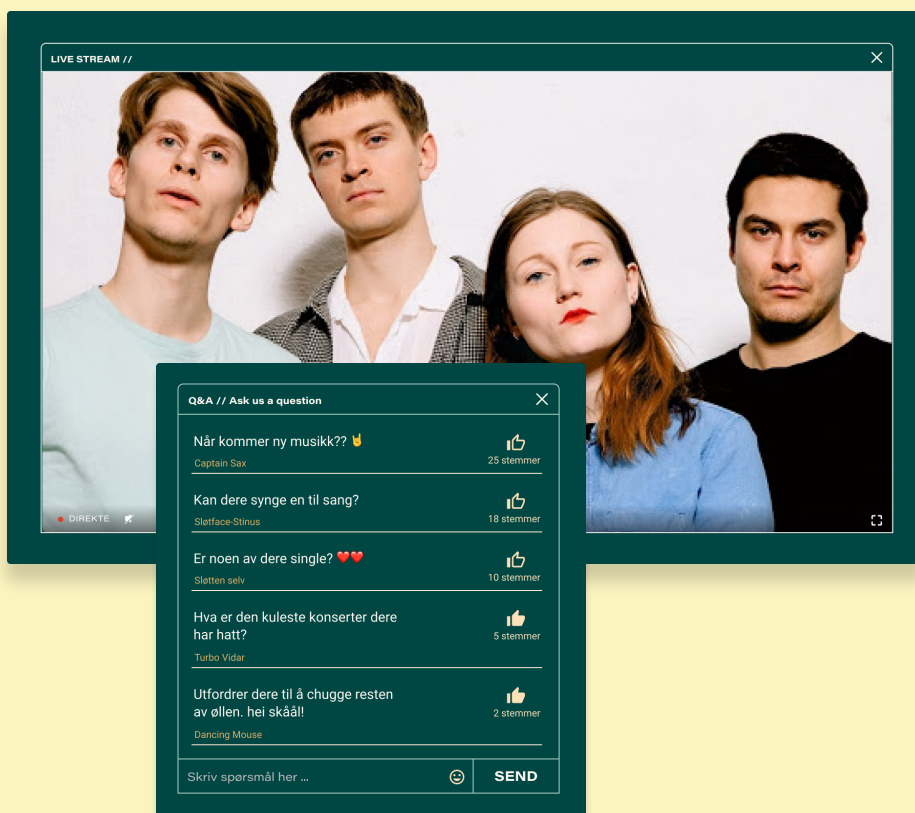 LIVE STREAM //
DIREKTE
Q&A // Ask us a question
Når kommer ny musikk?? 🤘
Captain Sax
25 stemmer
Kan dere synge en til sang?
Sløtface-Stinus
18 stemmer
Er noen av dere single? ❤️❤️
Sløtten selv
10 stemmer
Hva er den kuleste konserter dere
har hatt?
Turbo Vidar
5 stemmer
Utfordrer dere til å chugge resten
av øllen. hei skåål!
Dancing Mouse
2 stemmer
Skriv spørsmål her ...
SEND